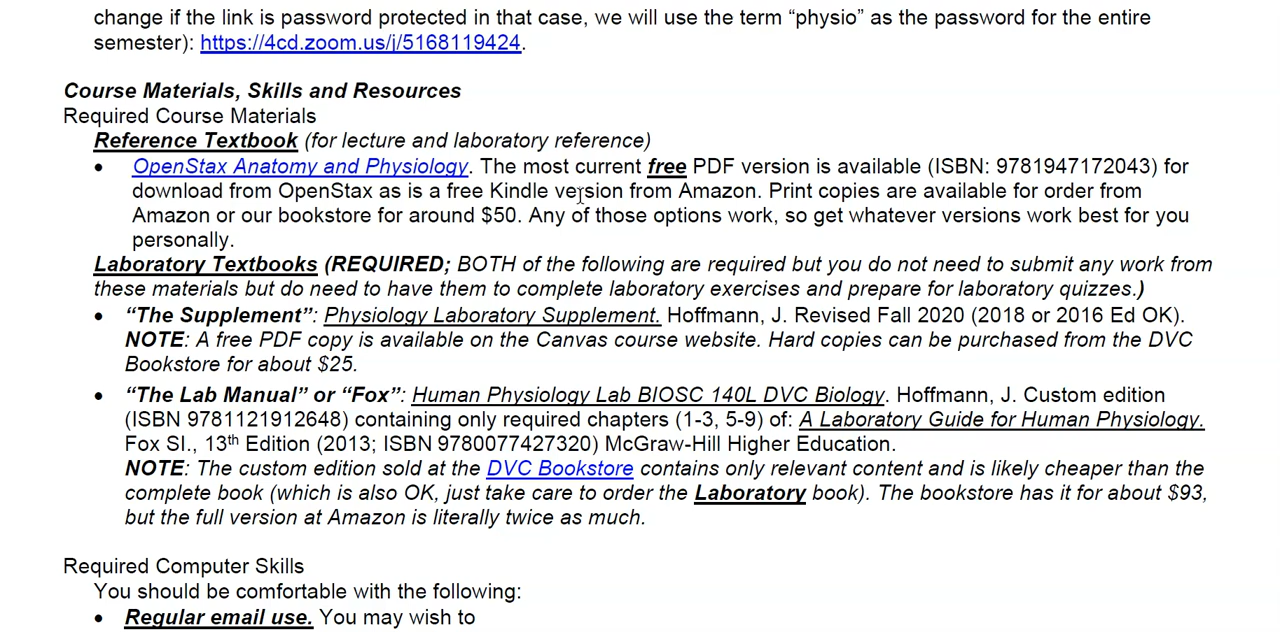 change if the link is password protected in that case, we will use the term “physio” as the password for the entire
semester): https://4cd.zoom.us/j/5168119424.
Course Materials, Skills and Resources
Required Course Materials
Reference Textbook (for lecture and laboratory reference)
• OpenStax Anatomy and Physiology. The most current free PDF version is available (ISBN: 9781947172043) for
download from OpenStax as is a free Kindle version from Amazon. Print copies are available for order from
Amazon or our bookstore for around $50. Any of those options work, so get whatever versions work best for you
personally.
Laboratory Textbooks (REQUIRED; BOTH of the following are required but you do not need to submit any work from
these materials but do need to have them to complete laboratory exercises and prepare for laboratory quizzes.)
• “The Supplement”: Physiology Laboratory Supplement. Hoffmann, J. Revised Fall 2020 (2018 or 2016 Ed OK).
NOTE: A free PDF copy is available on the Canvas course website. Hard copies can be purchased from the DVC
Bookstore for about $25.
• “The Lab Manual” or “Fox”: Human Physiology Lab BIOSC 140L DVC Biology. Hoffmann, J. Custom edition
(ISBN 9781121912648) containing only required chapters (1-3, 5-9) of: A Laboratory Guide for Human Physiology.
Fox SI., 13th Edition (2013; ISBN 9780077427320) McGraw-Hill Higher Education.
NOTE: The custom edition sold at the DVC Bookstore contains only relevant content and is likely cheaper than the
complete book (which is also OK, just take care to order the Laboratory book). The bookstore has it for about $93,
but the full version at Amazon is literally twice as much.
Required Computer Skills
You should be comfortable with the following:
• Regular email use. You may wish to